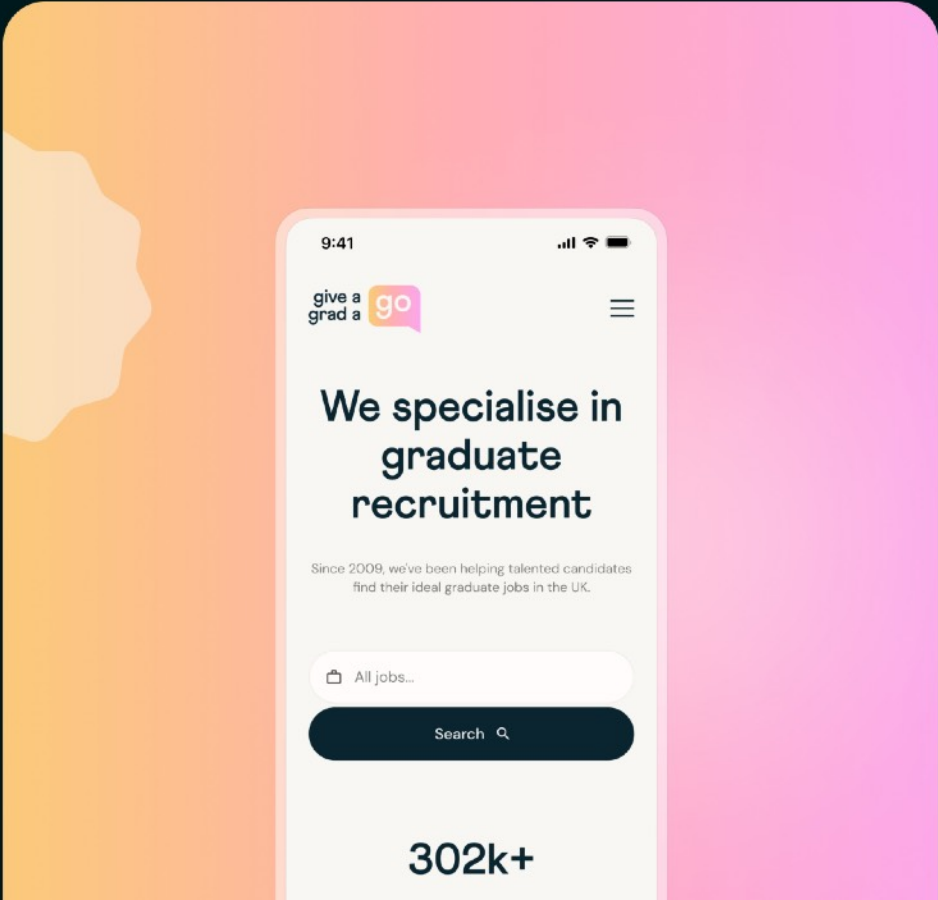 9:41
give a
grad a
go
We specialise in
graduate
recruitment
Since 2009, we've been helping talented candidates
find their ideal graduate jobs in the UK.
All jobs...
Search
302k+